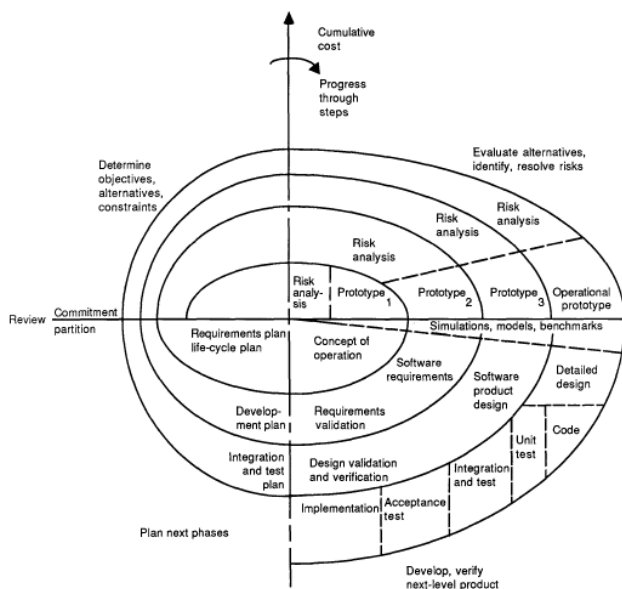 Cumulative
cost
Progress
through
steps
Evaluate alternatives,
identify, resolve risks
Determine
objectives,
alternatives,
constraints
Risk
analysis
Risk
analysis
Risk
analysis
Risk
analy-
sis
Prototype 1
Prototype 2
Prototype 3
Operational
prototype
Review
Commitment
partition
Simulations, models, benchmarks
Requirements plan
life-cycle plan
Concept of
operation
Software
requirements
Software
product
design
Detailed
design
Develop-
ment plan
Requirements
validation
Code
Unit
test
Integration
and test
plan
Design validation
and verification
Integration
and test
Acceptance
test
Implementation
Plan next phases
Develop, verify
next-level product